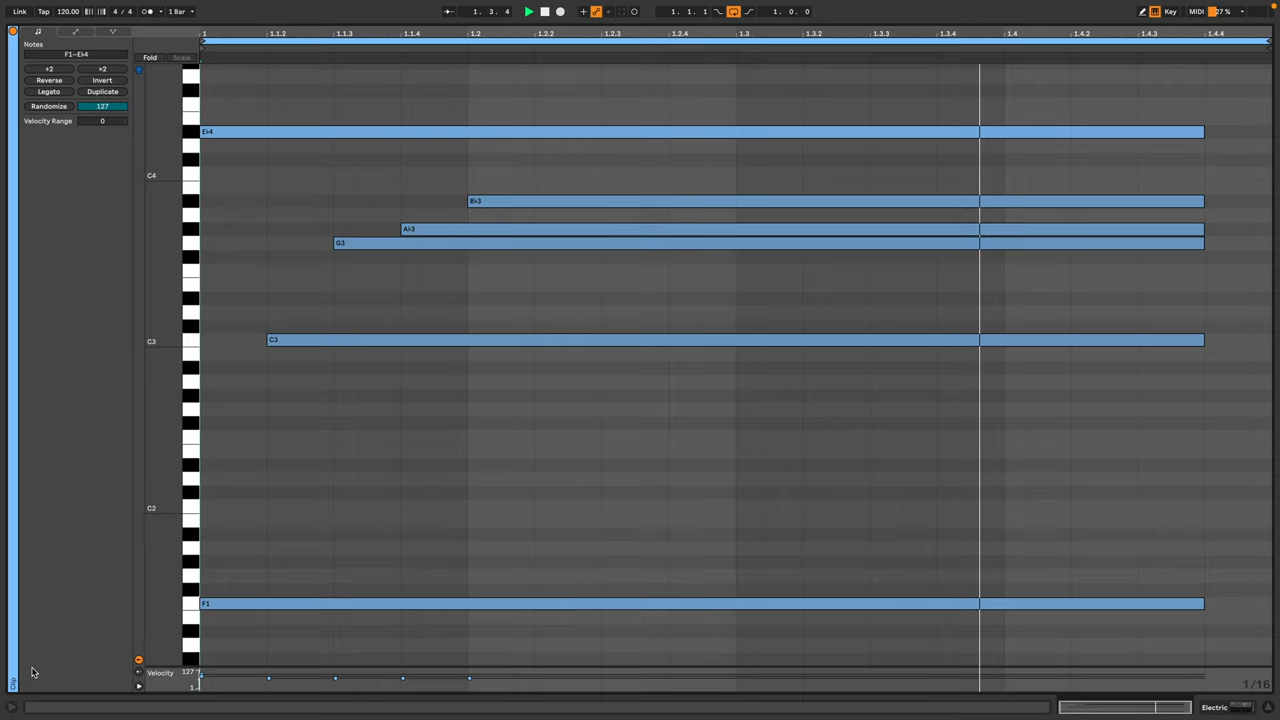 Link Tap 120.00 4 / 4 1 Bar 1. 3. 4 1. 1. 1 1. 0. 0 Key MIDI 27 %
1 1.1.2 1.1.3 1.1.4 1.2 1.2.2 1.2.3 1.2.4 1.3 1.3.2 1.3.3 1.3.4 1.4 1.4.2 1.4.3 1.4.4
Notes
F1-E♭4
Fold Scale
÷2 ×2
Reverse Invert
Legato Duplicate
Randomize 127
Velocity Range 0
E♭4
C4
B♭3
A♭3
G3
C3
C3
C2
F1
Velocity 127
1
1/16
Clip
Electric